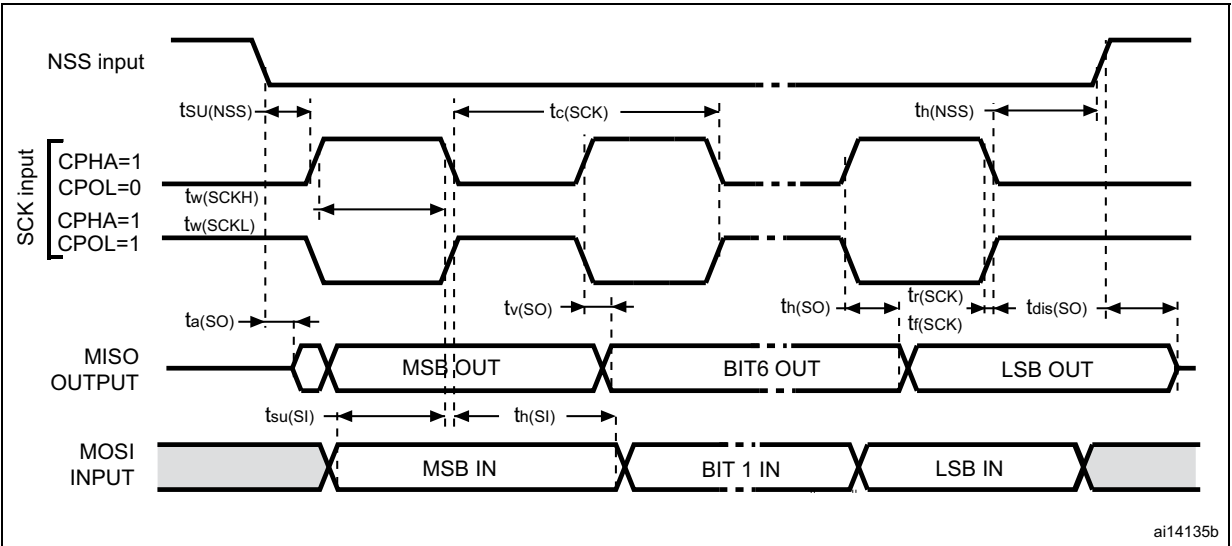 NSS input
tSU(NSS)
tc(SCK)
th(NSS)
SCK input
CPHA=1
CPOL=0
tw(SCKH)
CPHA=1
tw(SCKL)
CPOL=1
ta(SO)
tv(SO)
th(SO)
tr(SCK)
tf(SCK)
tdis(SO)
MISO
OUTPUT
MSB OUT
BIT6 OUT
LSB OUT
tsu(SI)
th(SI)
MOSI
INPUT
MSB IN
BIT 1 IN
LSB IN
ai14135b